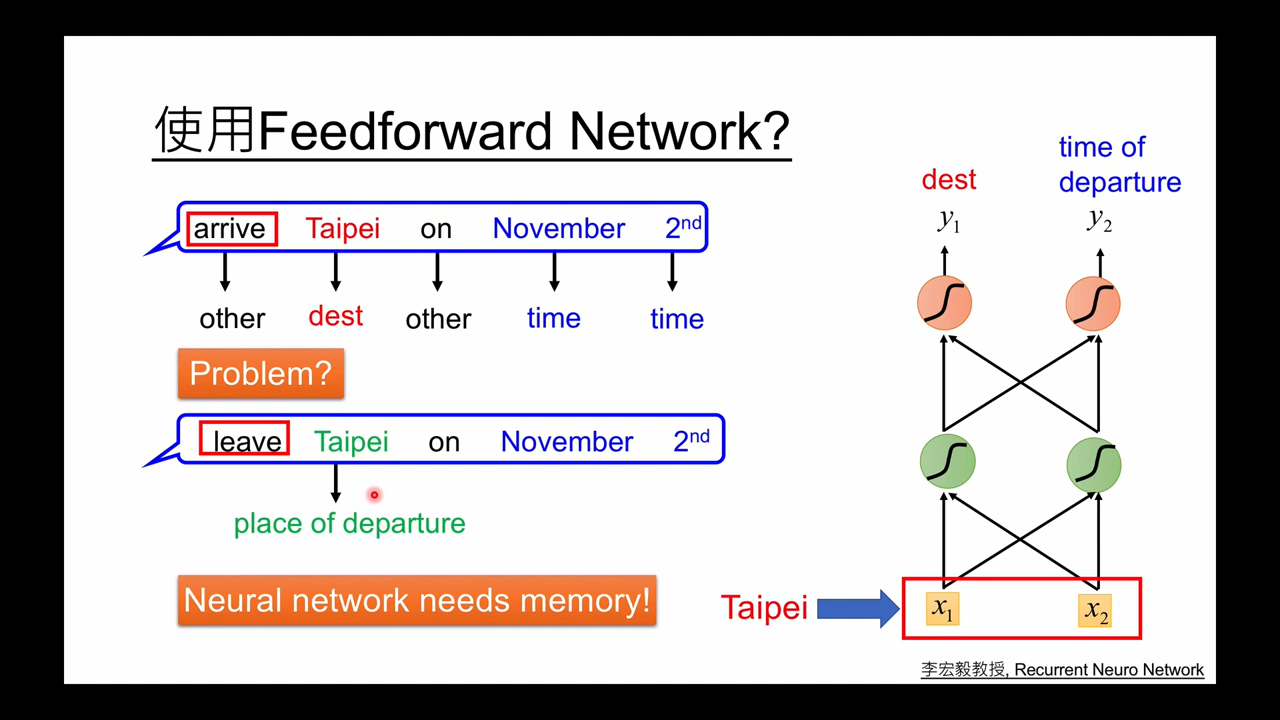 使用Feedforward Network?
arrive Taipei on November 2nd
other dest other time time
Problem?
leave Taipei on November 2nd
place of departure
Neural network needs memory!
dest
time of
departure
y1 y2
Taipei
x1 x2
李宏毅教授, Recurrent Neuro Network